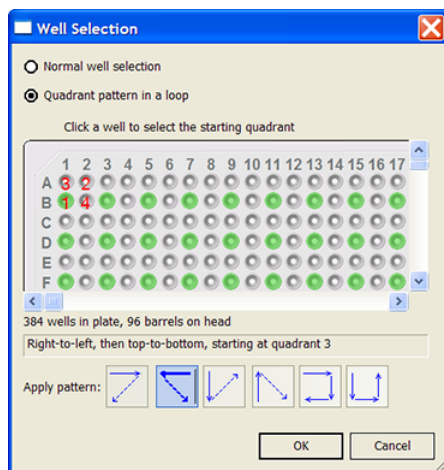 Well Selection
Normal well selection
Quadrant pattern in a loop
Click a well to select the starting quadrant
1 2 3 4 5 6 7 8 9 10 11 12 13 14 15 16 17
A 3 2
B 1 4
C
D
E
F
384 wells in plate, 96 barrels on head
Right-to-left, then top-to-bottom, starting at quadrant 3
Apply pattern:
OK Cancel